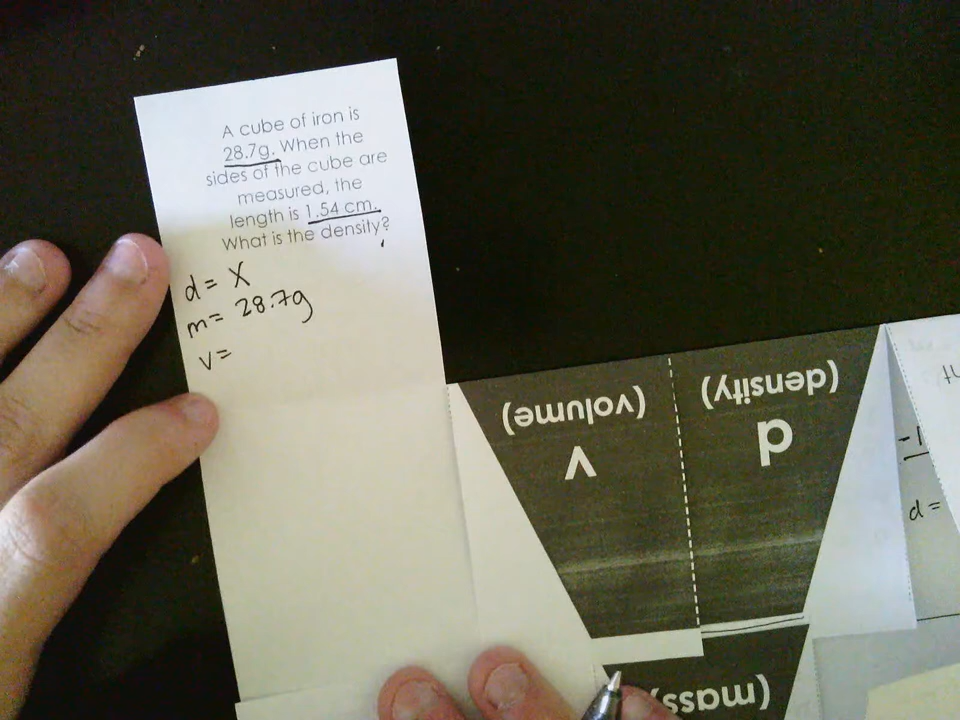 A cube of iron is
28.7g. When the
sides of the cube are
measured, the
length is 1.54 cm.
What is the density?
d = X
m = 28.7g
v =
(volume)
v
(density)
d
(mass)
-1
d =